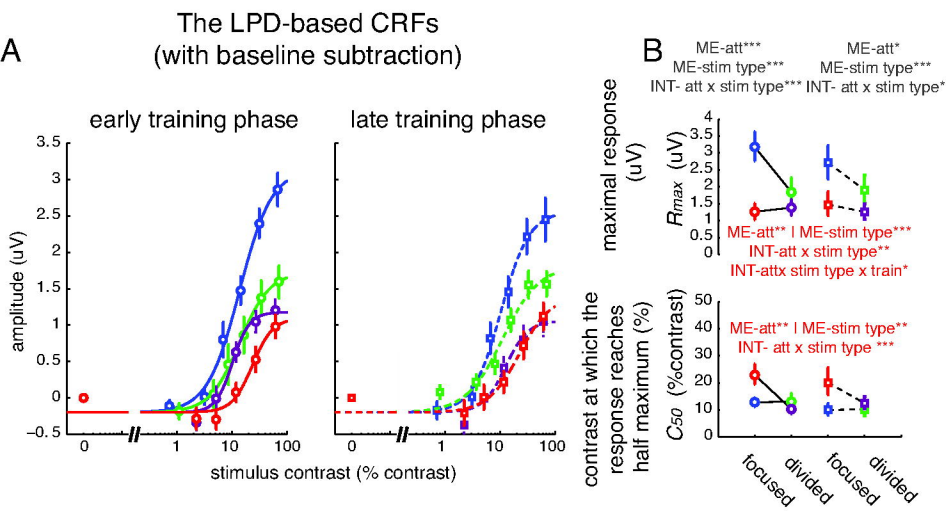 The LPD-based CRFs
(with baseline subtraction)
A
early training phase
late training phase
amplitude (uV)
3.5
3
2.5
2
1.5
1
0.5
0
−0.5
0
1
10
100
0
1
10
100
stimulus contrast (% contrast)
B
ME-att***
ME-stim type***
INT- att x stim type***
ME-att*
ME-stim type***
INT- att x stim type*
maximal response
(uV)
Rmax (uV)
4
3.5
3
2.5
2
1.5
1
0.5
0
ME-att** I ME-stim type***
INT-att x stim type**
INT-attx stim type x train*
contrast at which the
response reaches
half maximum (%)
C50 (%contrast)
50
40
30
20
10
0
ME-att** I ME-stim type**
INT- att x stim type ***
focused
divided
focused
divided